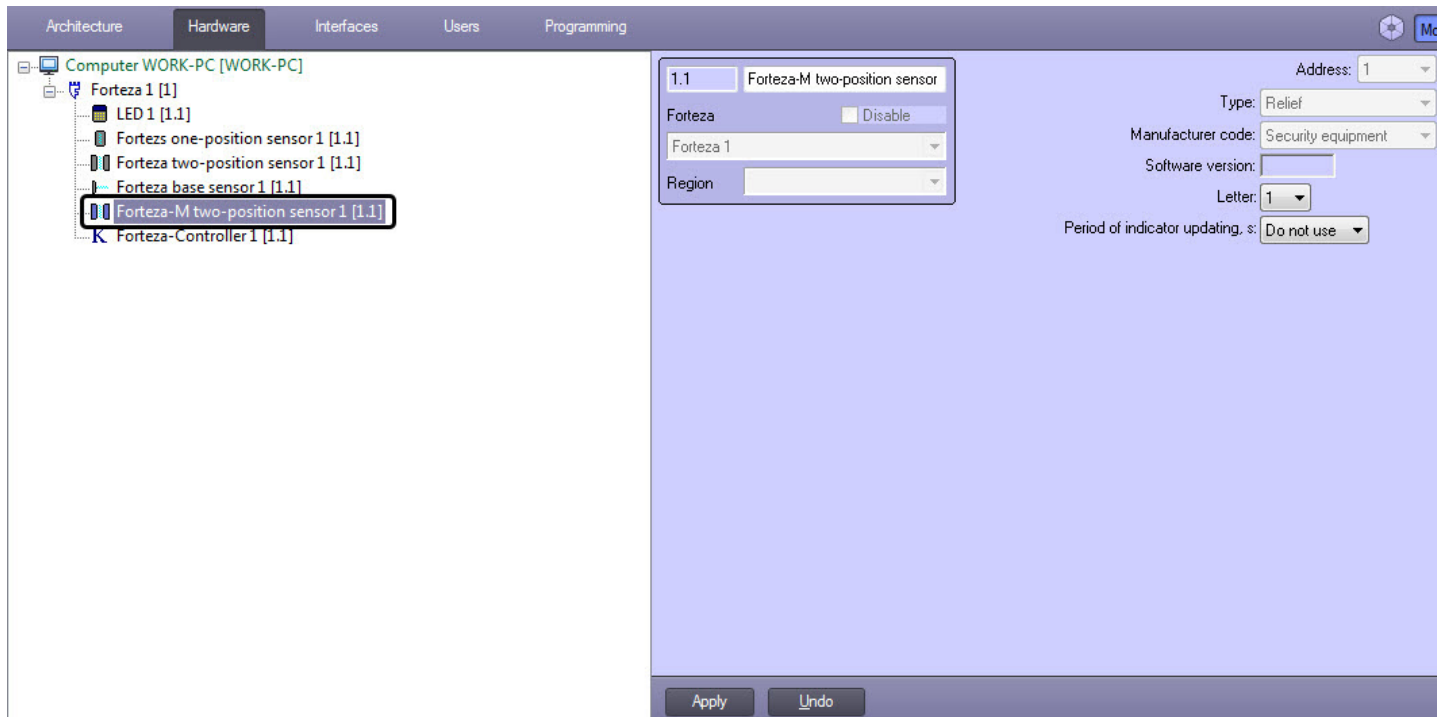 Architecture Hardware Interfaces Users Programming
Computer WORK-PC [WORK-PC]
Forteza 1 [1]
LED 1 [1.1]
Fortezs one-position sensor 1 [1.1]
Forteza two-position sensor 1 [1.1]
Forteza base sensor 1 [1.1]
Forteza-M two-position sensor 1 [1.1]
K Forteza-Controller 1 [1.1]
1.1 Forteza-M two-position sensor
Forteza Disable
Forteza 1
Region
Address: 1
Type: Relief
Manufacturer code: Security equipment
Software version:
Letter: 1
Period of indicator updating, s: Do not use
Apply Undo